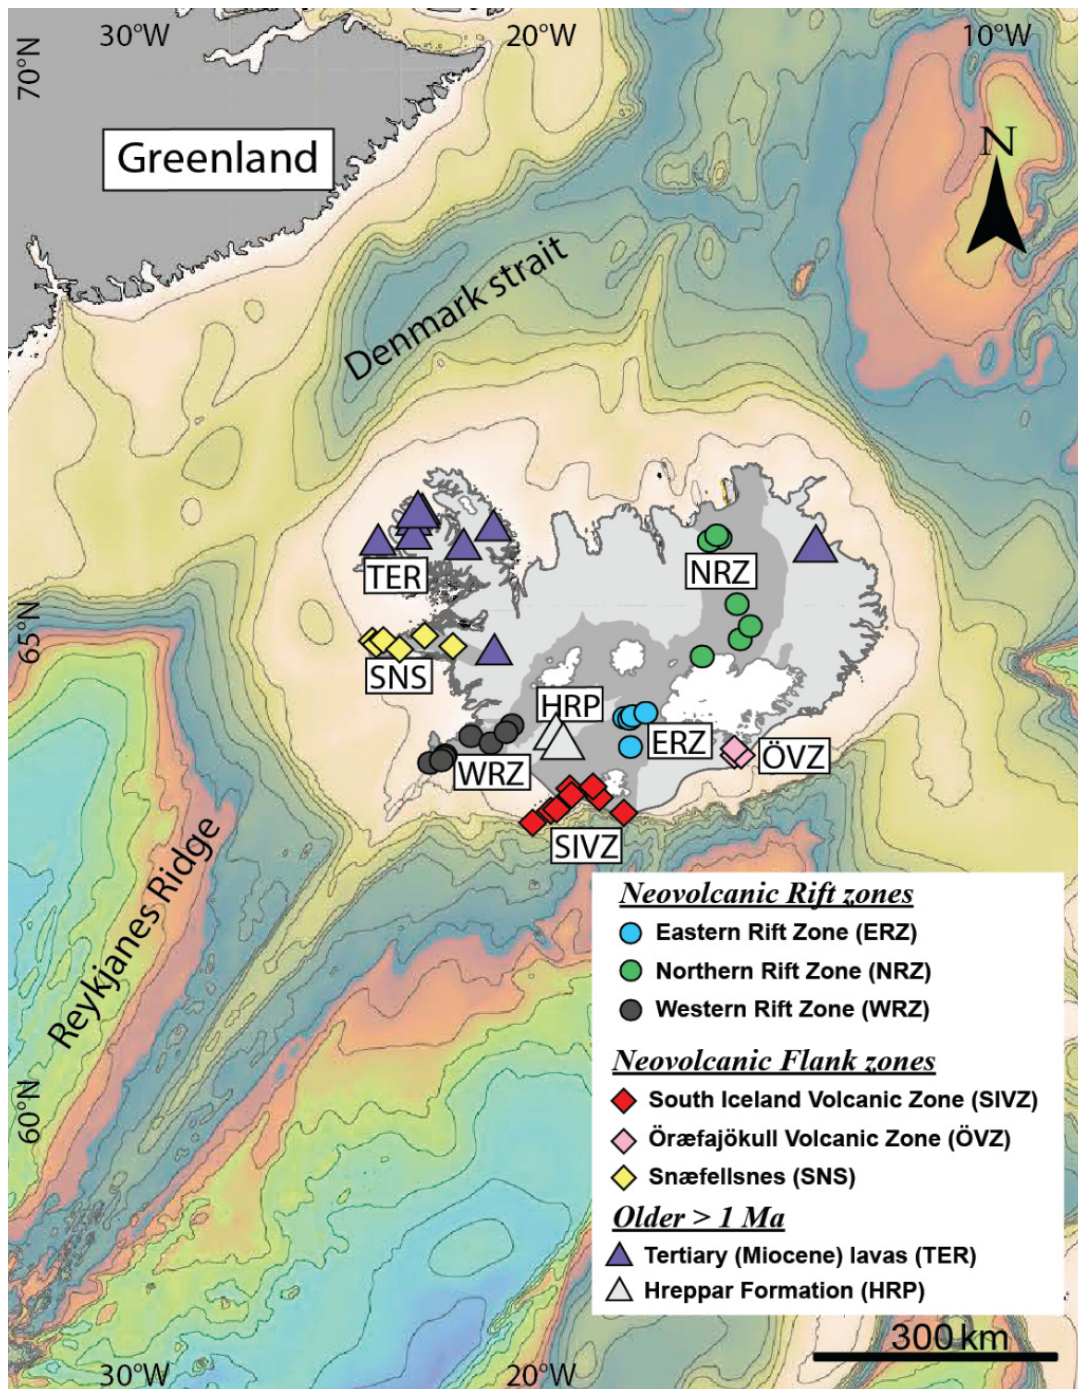 30°W
20°W
10°W
70°N
N
Greenland
Denmark strait
TER
NRZ
65°N
SNS
HRP
ERZ
ÖVZ
WRZ
SIVZ
Reykjanes Ridge
Neovolcanic Rift zones
Eastern Rift Zone (ERZ)
Northern Rift Zone (NRZ)
Western Rift Zone (WRZ)
Neovolcanic Flank zones
South Iceland Volcanic Zone (SIVZ)
Öræfajökull Volcanic Zone (ÖVZ)
Snæfellsnes (SNS)
Older > 1 Ma
Tertiary (Miocene) lavas (TER)
Hreppar Formation (HRP)
60°N
300 km
30°W
20°W